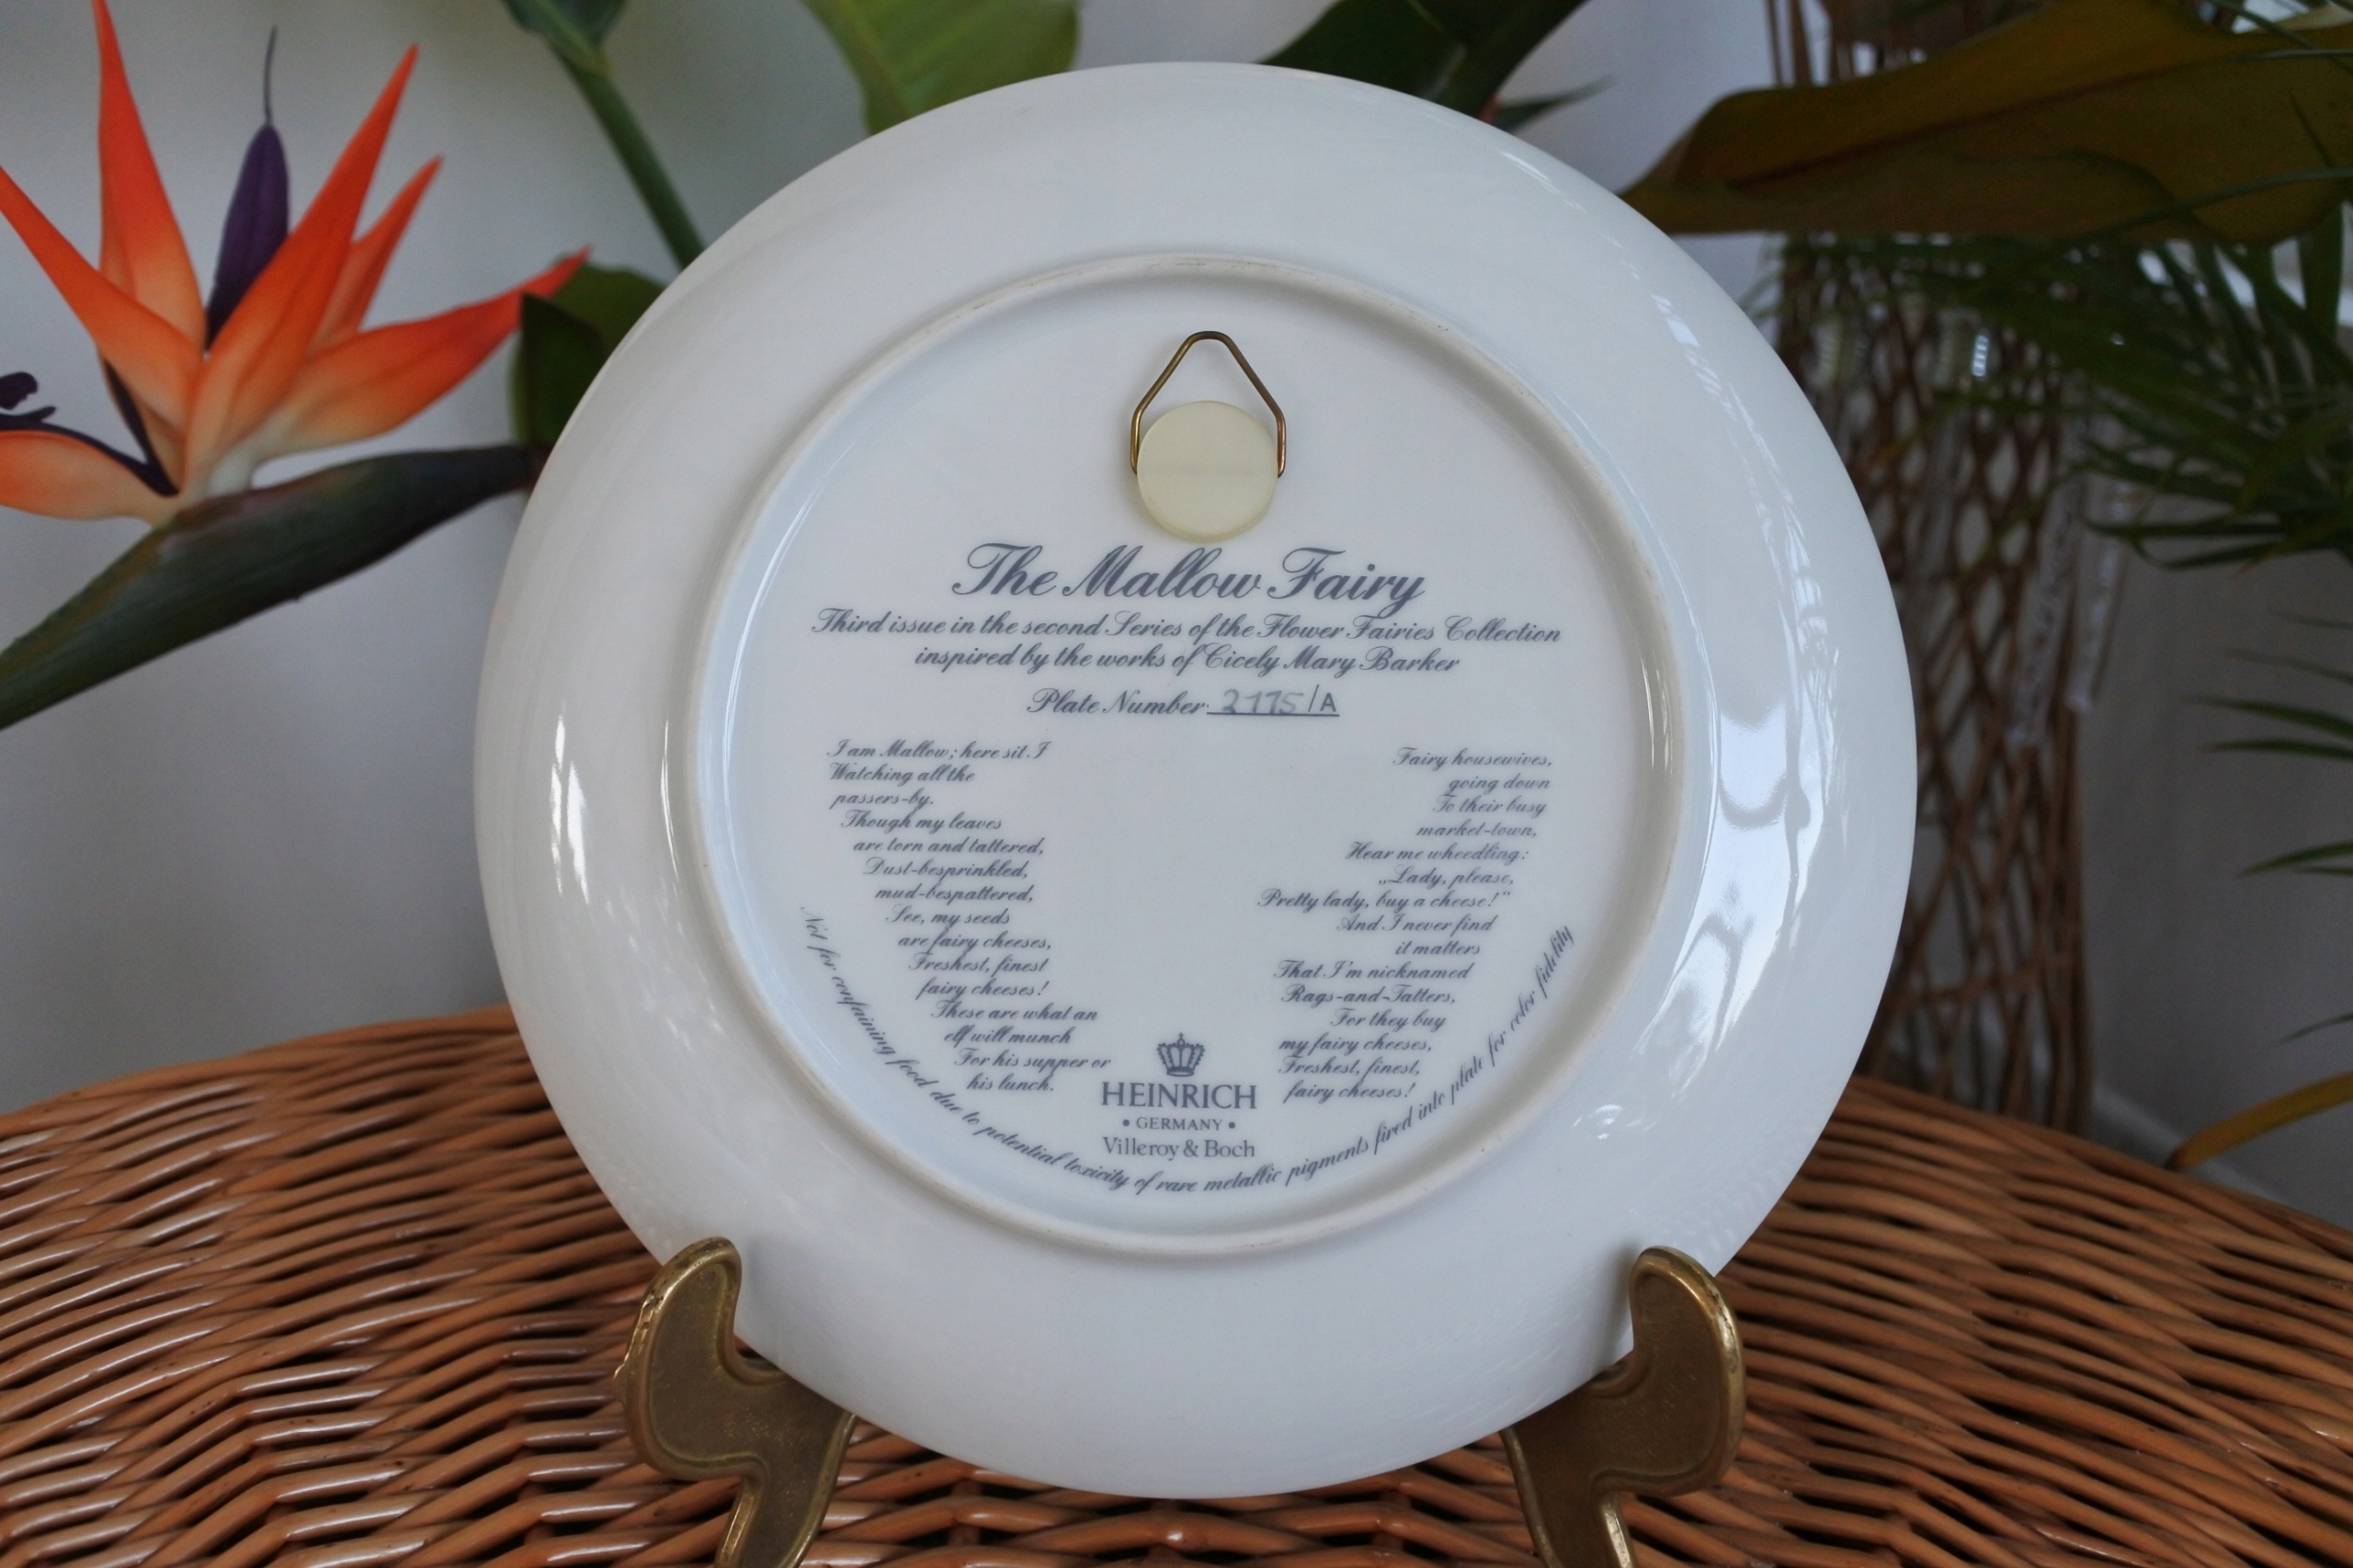 The Mallow Fairy
Third issue in the second Series of the Flower Fairies Collection
inspired by the works of Cicely Mary Barker
Plate Number 2115/A
I am Mallow; here sit I
Watching all the
passers-by.
Though my leaves
are torn and tattered,
Dust-besprinkled,
mud-bespattered,
See, my seeds
are fairy cheeses,
Freshest, finest
fairy cheeses!
These are what an
elf will munch
For his supper or
his lunch.
Fairy housewives,
going down
To their busy
market-town,
Hear me wheedling:
„Lady, please,
Pretty lady, buy a cheese!“
And I never find
it matters
That I'm nicknamed
Rags-and-Tatters,
For they buy
my fairy cheeses,
Freshest, finest,
fairy cheeses!
HEINRICH
• GERMANY •
Villeroy & Boch
Not for containing food due to potential toxicity of rare metallic pigments fired into plate for color fidelity